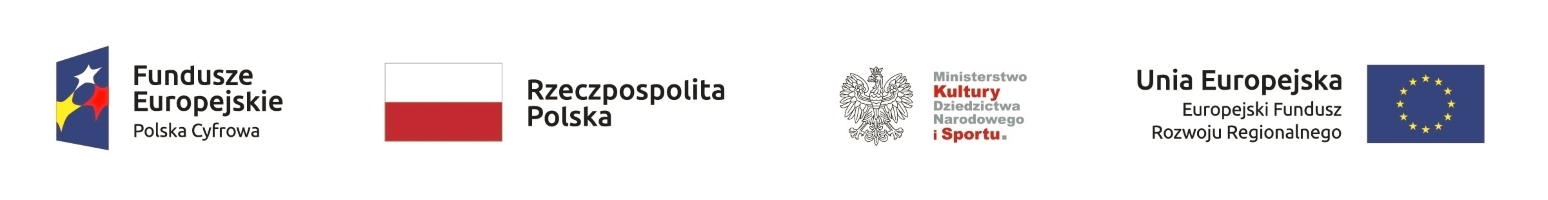 Fundusze
Europejskie
Polska Cyfrowa
Rzeczpospolita
Polska
Ministerstwo
Kultury
Dziedzictwa
Narodowego
i Sportu.
Unia Europejska
Europejski Fundusz
Rozwoju Regionalnego